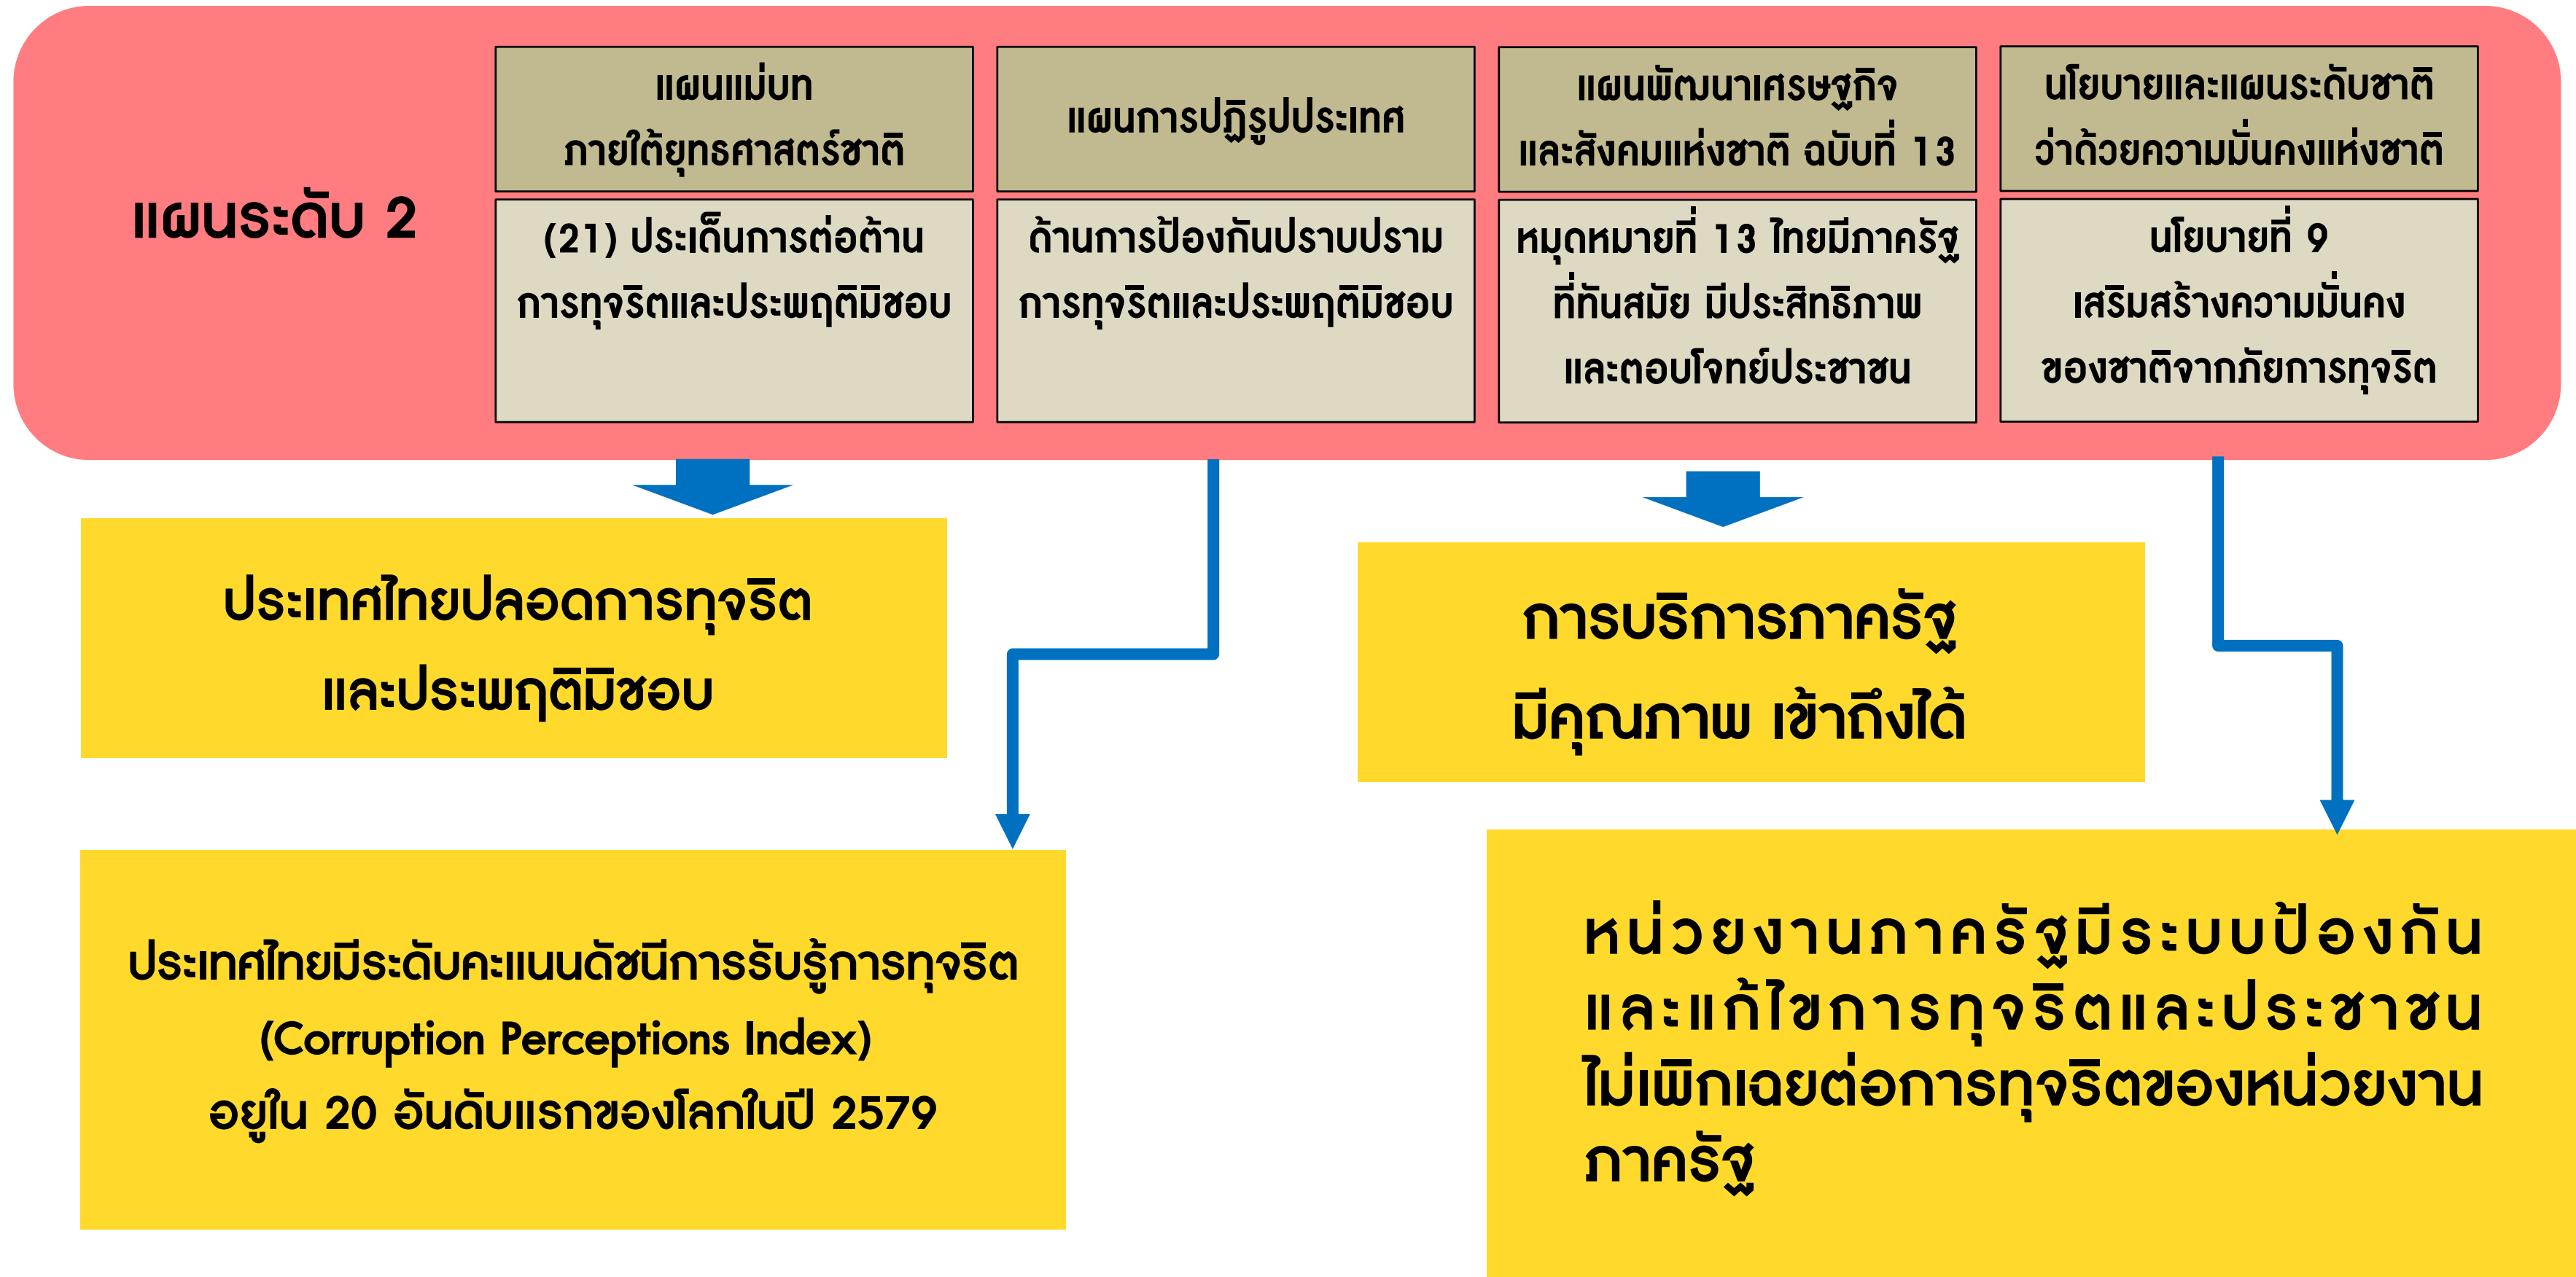 แผนระดับ 2
แผนแม่บท
ภายใต้ยุทธศาสตร์ชาติ
(21) ประเด็นการต่อต้าน
การทุจริตและประพฤติมิชอบ
แผนการปฏิรูปประเทศ
ด้านการป้องกันปราบปราม
การทุจริตและประพฤติมิชอบ
แผนพัฒนาเศรษฐกิจ
และสังคมแห่งชาติ ฉบับที่ 13
หมุดหมายที่ 13 ไทยมีภาครัฐ
ที่ทันสมัย มีประสิทธิภาพ
และตอบโจทย์ประชาชน
นโยบายและแผนระดับชาติ
ว่าด้วยความมั่นคงแห่งชาติ
นโยบายที่ 9
เสริมสร้างความมั่นคง
ของชาติจากภัยการทุจริต
ประเทศไทยปลอดการทุจริต
และประพฤติมิชอบ
การบริการภาครัฐ
มีคุณภาพ เข้าถึงได้
ประเทศไทยมีระดับคะแนนดัชนีการรับรู้การทุจริต
(Corruption Perceptions Index)
อยู่ใน 20 อันดับแรกของโลกในปี 2579
หน่วยงานภาครัฐมีระบบป้องกัน
และแก้ไขการทุจริตและประชาชน
ไม่เพิกเฉยต่อการทุจริตของหน่วยงาน
ภาครัฐ